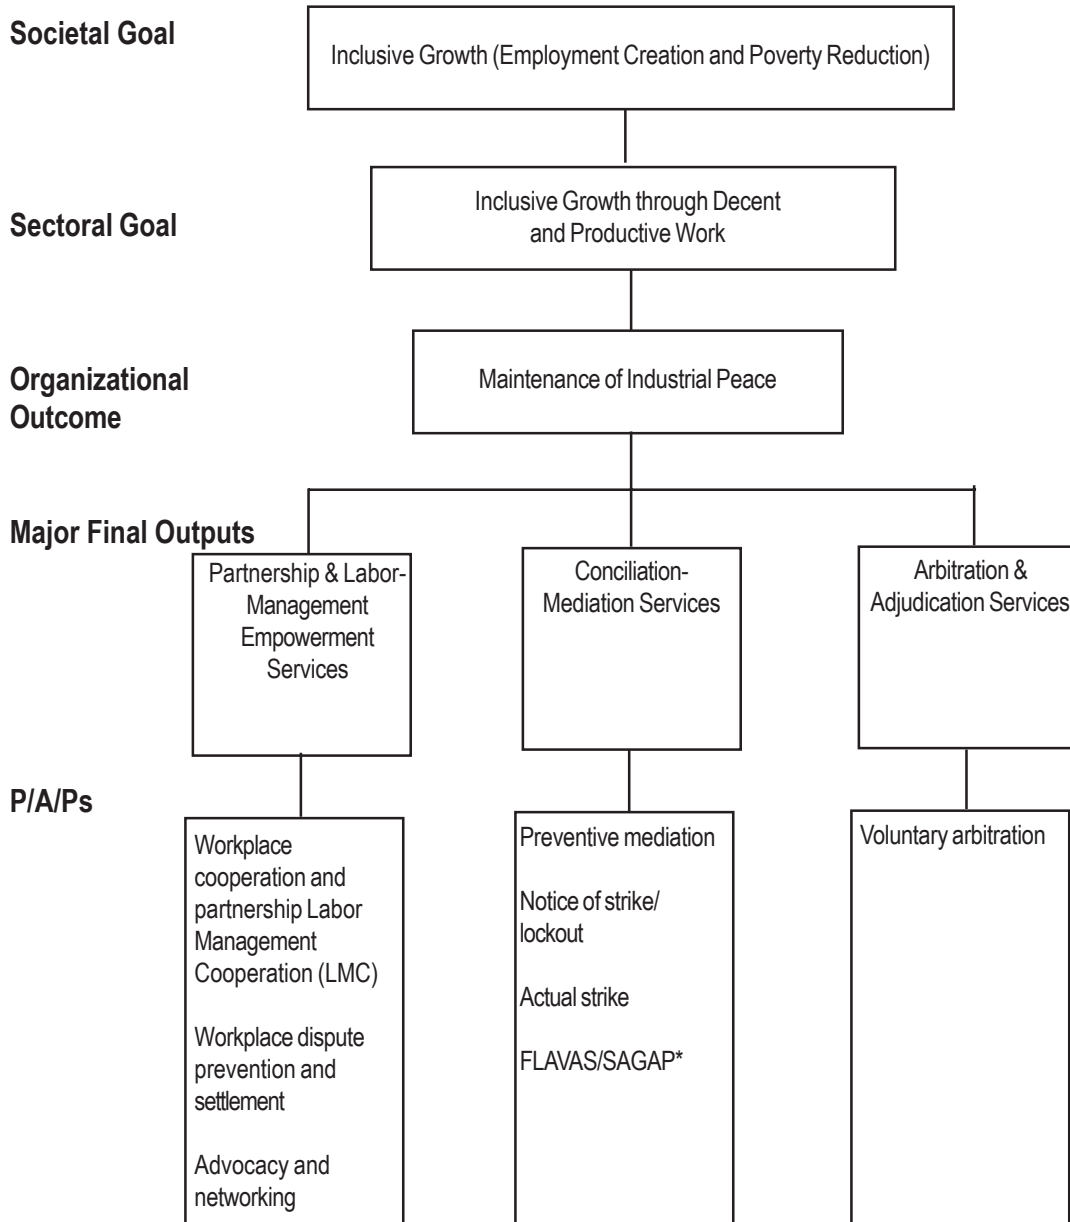 Societal Goal
Inclusive Growth (Employment Creation and Poverty Reduction)
Sectoral Goal
Inclusive Growth through Decent
and Productive Work
Organizational
Outcome
Maintenance of Industrial Peace
Major Final Outputs
Partnership & Labor-
Management
Empowerment
Services
Conciliation-
Mediation Services
Arbitration &
Adjudication Services
P/A/Ps
Workplace
cooperation and
partnership Labor
Management
Cooperation (LMC)
Workplace dispute
prevention and
settlement
Advocacy and
networking
Preventive mediation
Notice of strike/
lockout
Actual strike
FLAVAS/SAGAP*
Voluntary arbitration